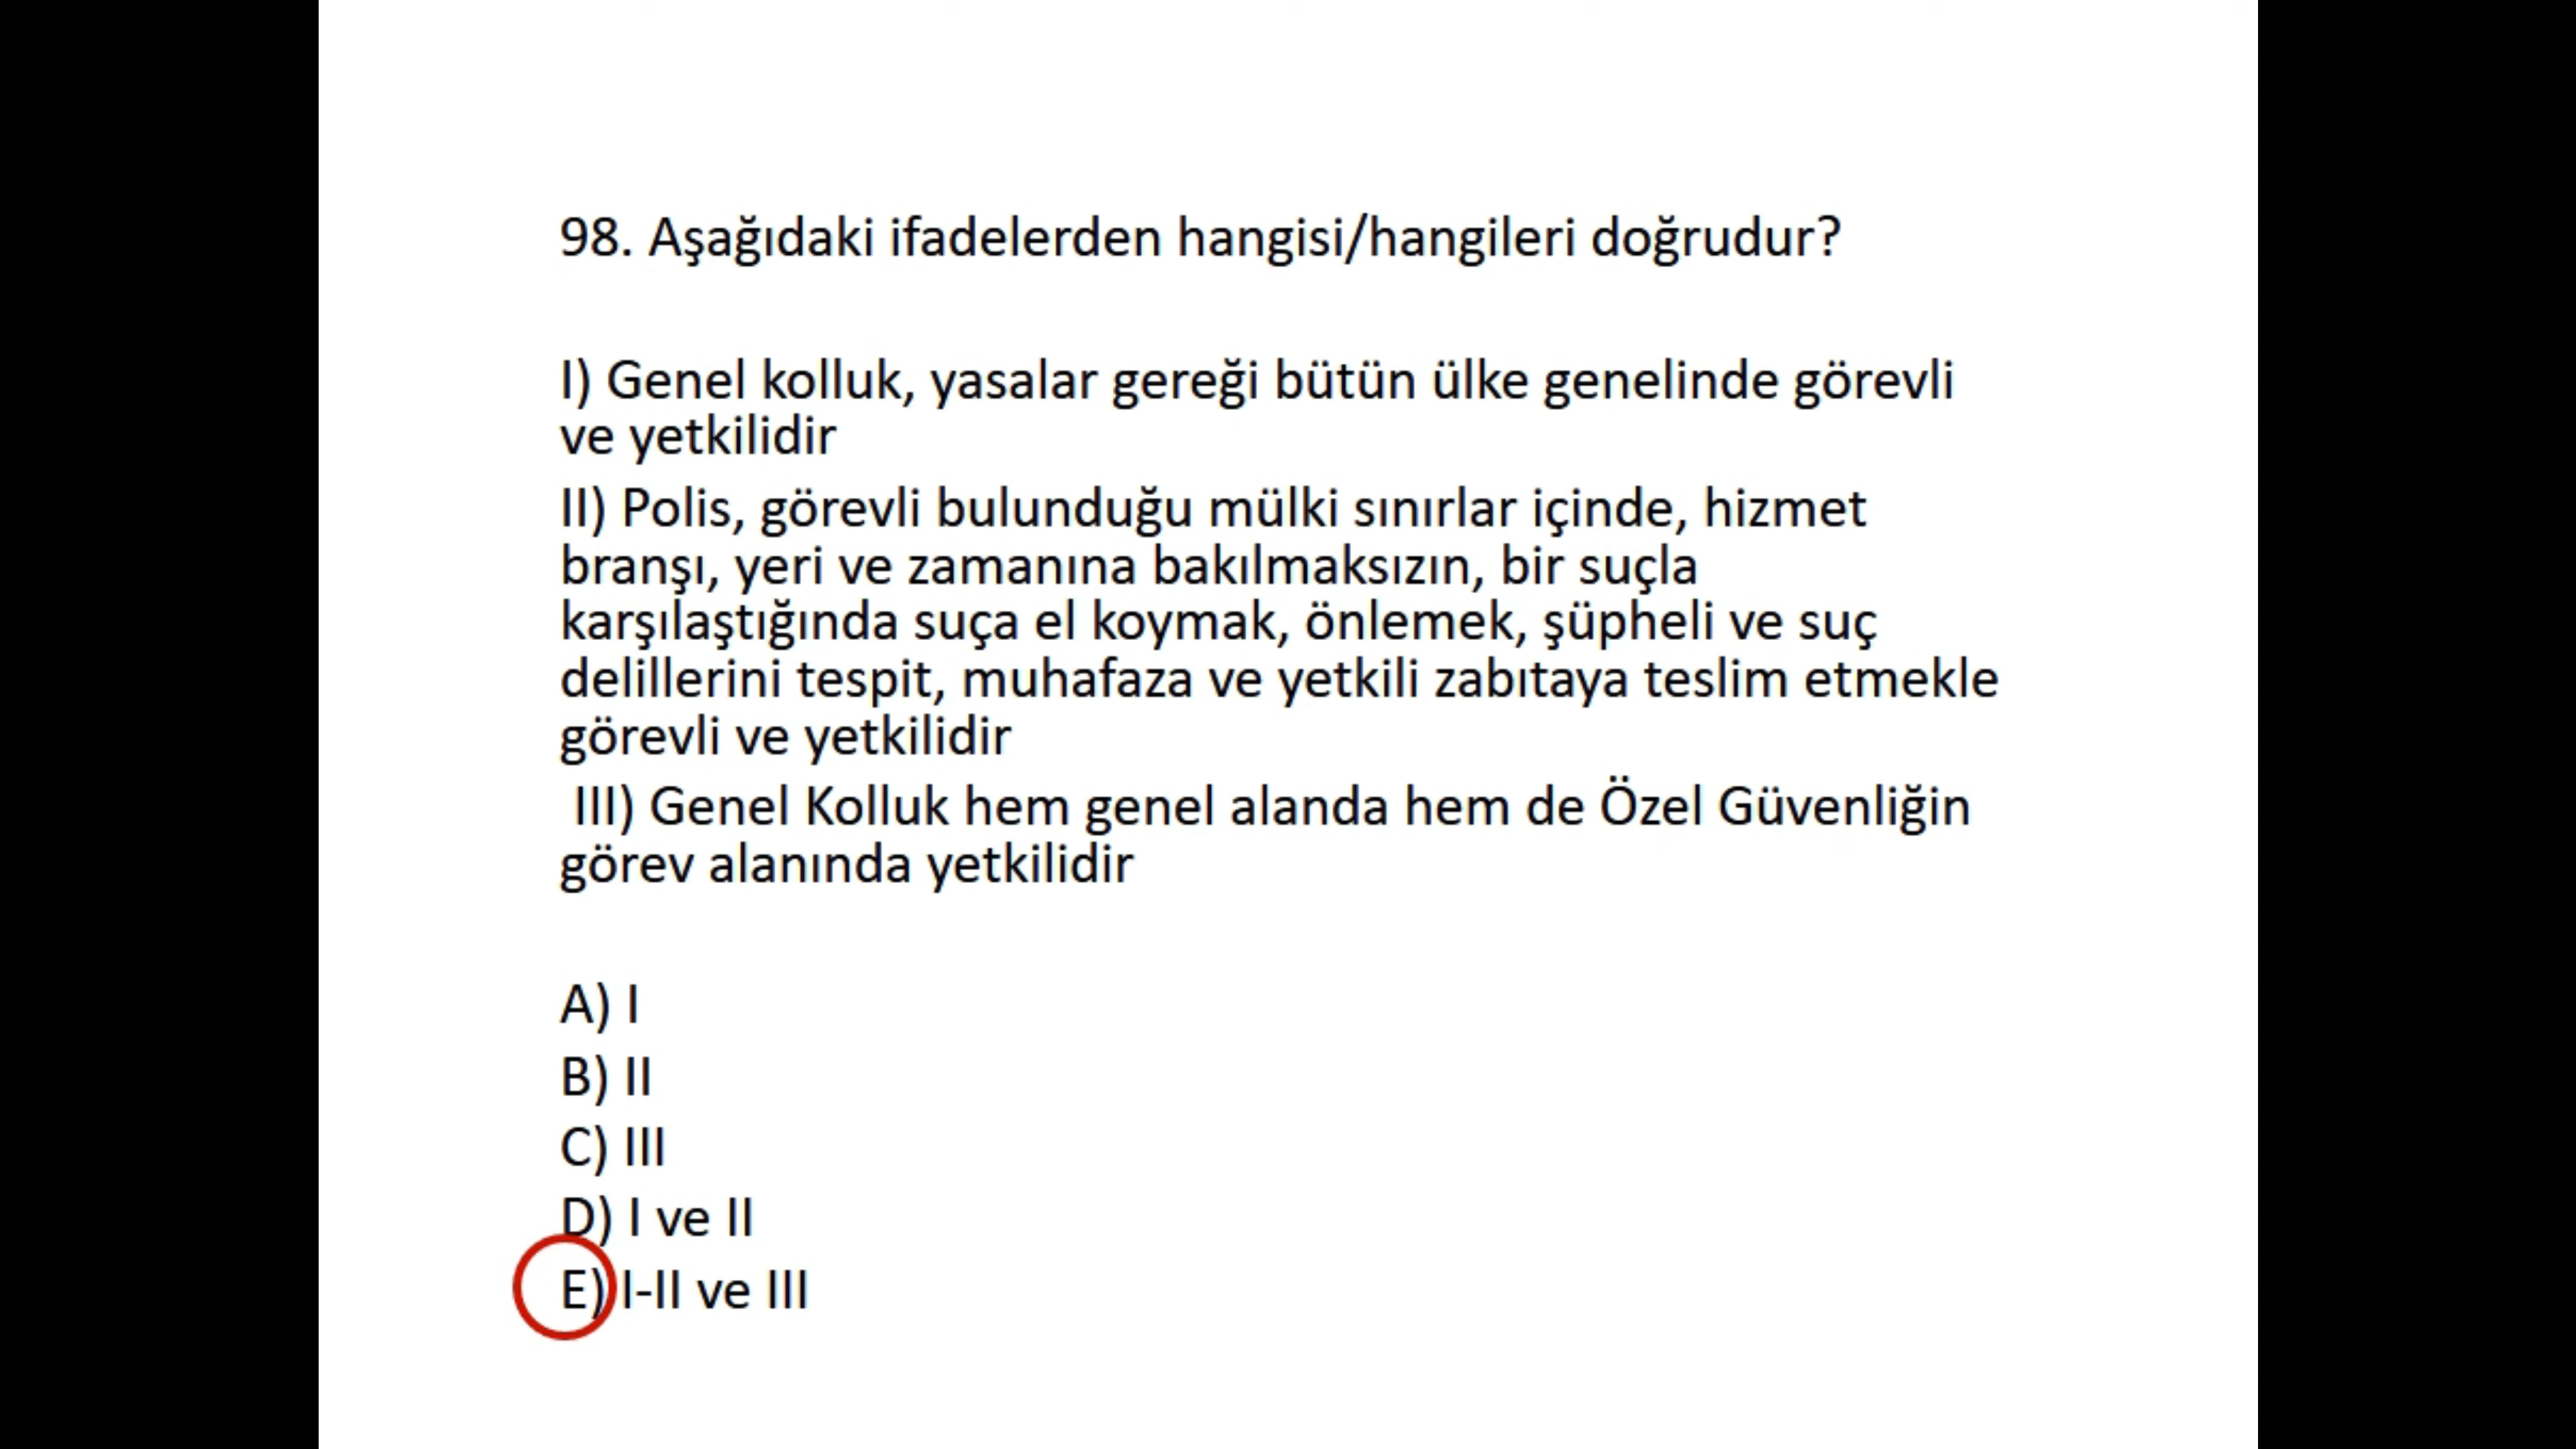 98. Aşağıdaki ifadelerden hangisi/hangileri doğrudur?
I) Genel kolluk, yasalar gereği bütün ülke genelinde görevli
ve yetkilidir
II) Polis, görevli bulunduğu mülki sınırlar içinde, hizmet
branşı, yeri ve zamanına bakılmaksızın, bir suçla
karşılaştığında suça el koymak, önlemek, şüpheli ve suç
delillerini tespit, muhafaza ve yetkili zabıtaya teslim etmekle
görevli ve yetkilidir
III) Genel Kolluk hem genel alanda hem de Özel Güvenliğin
görev alanında yetkilidir
A) I
B) II
C) III
D) I ve II
E) I-II ve III